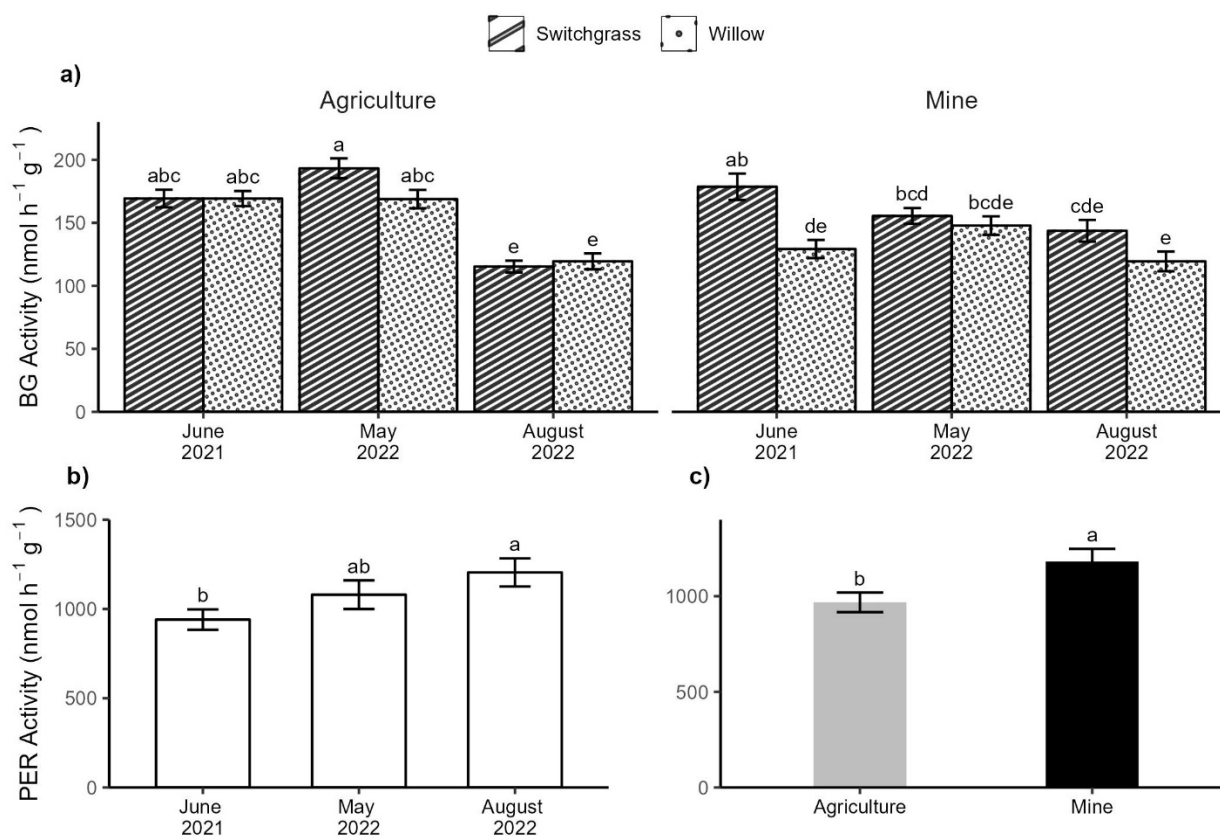 Switchgrass Willow
a)
Agriculture Mine
BG Activity (nmol h⁻¹ g⁻¹)
200
150
100
50
0
abc abc a abc e e
ab de bcd bcde cde e
June 2021
May 2022
August 2022
June 2021
May 2022
August 2022
b)
PER Activity (nmol h⁻¹ g⁻¹)
1500
1000
500
0
b ab a
June 2021
May 2022
August 2022
c)
1000
500
0
b a
Agriculture Mine